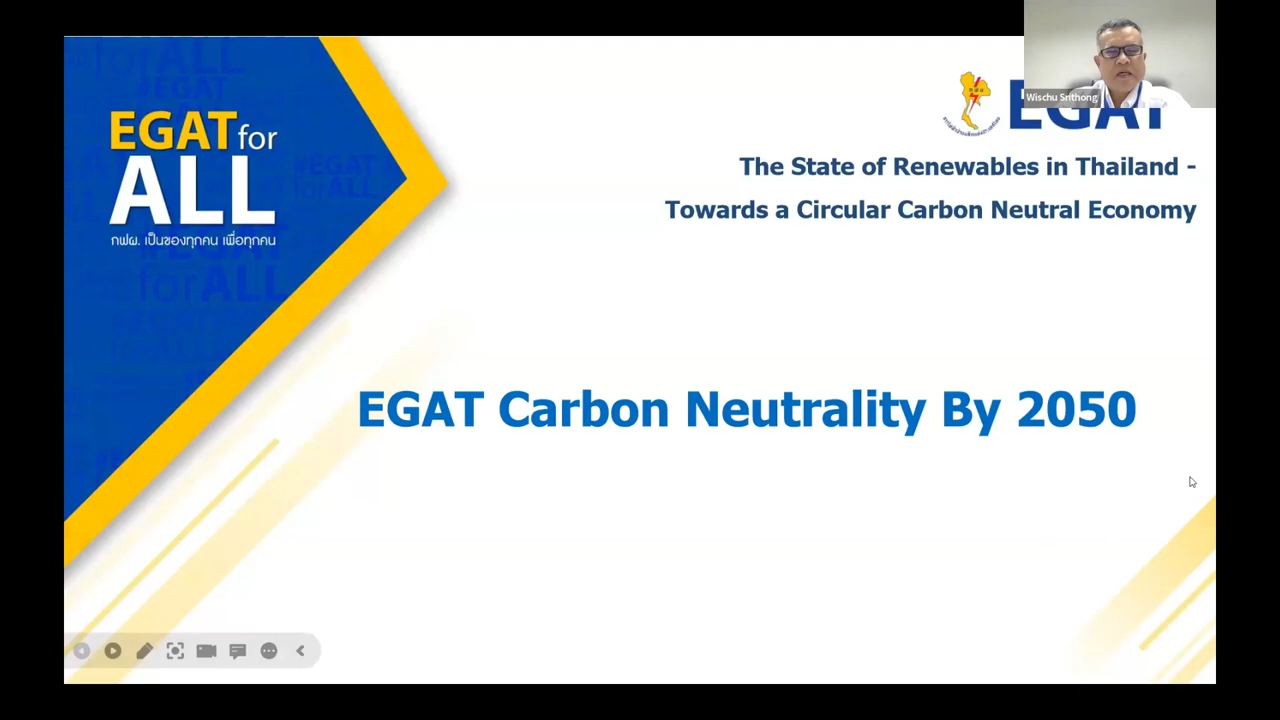 EGAT for
ALL
กฟผ. เป็นของทุกคน เพื่อทุกคน
Wischu Srithong
EGAT
The State of Renewables in Thailand -
Towards a Circular Carbon Neutral Economy
EGAT Carbon Neutrality By 2050